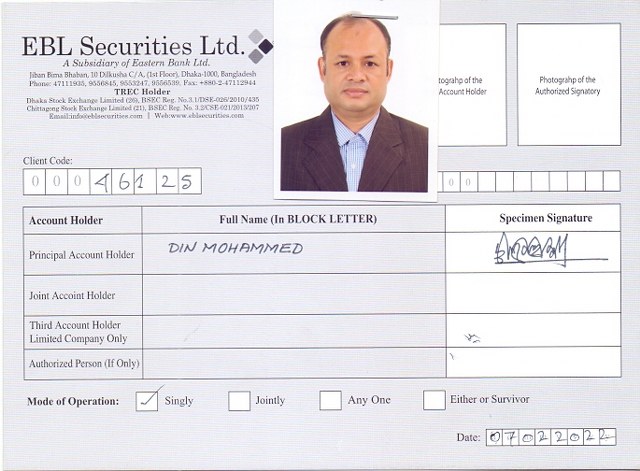 EBL Securities Ltd.
A Subsidiary of Eastern Bank Ltd.
Jiban Bima Bhaban, 10 Dilkusha C/A, (1st Floor), Dhaka-1000, Bangladesh
Phone: 47111935, 9556845, 9553247, 9556539. Fax: +880-2-47112944
TREC Holder
Dhaka Stock Exchange Limited (26), BSEC Reg. No.3.1/DSE-026/2010/435
Chittagong Stock Exchange Limited (21), BSEC Reg. No. 3.2/CSE-021/2013/207
Email:info@eblsecurities.com | Web:www.eblsecurities.com
tograhp of the
Account Holder
Photograhp of the
Authorized Signatory
Client Code:
0 0 0 4 6 1 2 5
0 0
Account Holder Full Name (In BLOCK LETTER) Specimen Signature
Principal Account Holder DIN MOHAMMED
Joint Accoint Holder
Third Account Holder
Limited Company Only
Authorized Person (If Only)
Mode of Operation: Singly Jointly Any One Either or Survivor
Date: 0 7 0 2 2 0 2 2